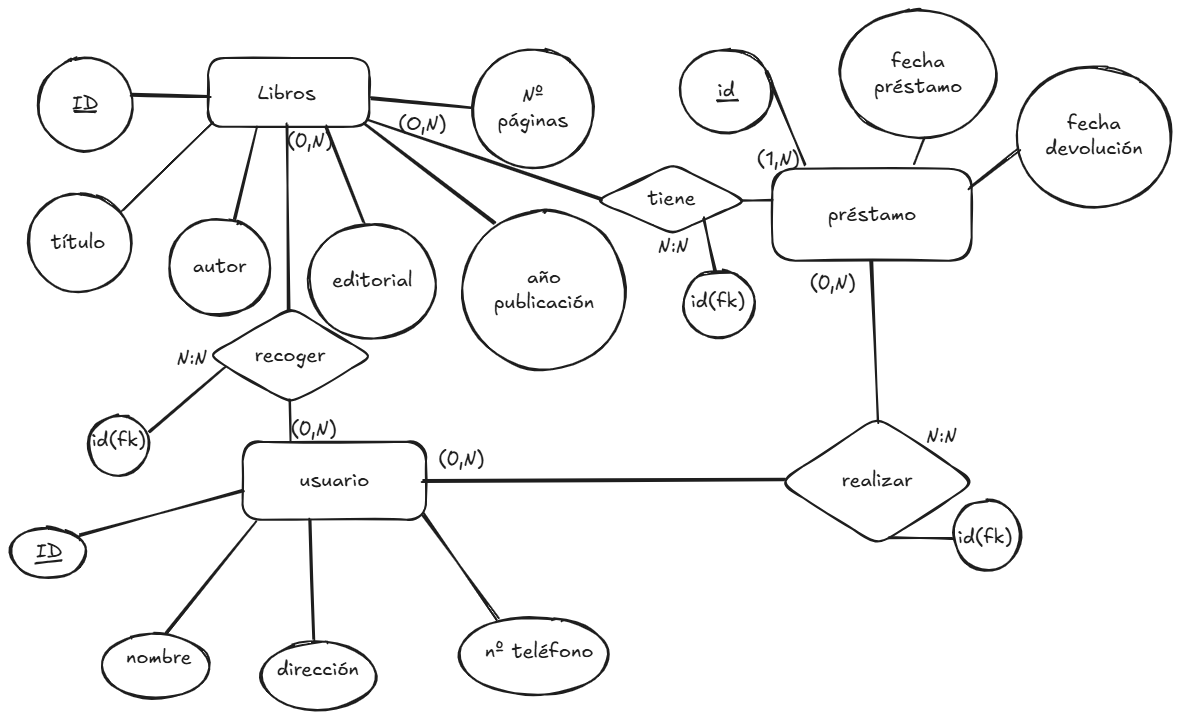 ID
Libros
(0,N)
(0,N)
Nº
páginas
id
fecha
préstamo
fecha
devolución
(1,N)
título
autor
editorial
año
publicación
tiene
N:N
id(fk)
préstamo
(0,N)
N:N
recoger
id(fk)
(0,N)
usuario
(0,N)
N:N
realizar
id(fk)
ID
nombre
dirección
nº teléfono